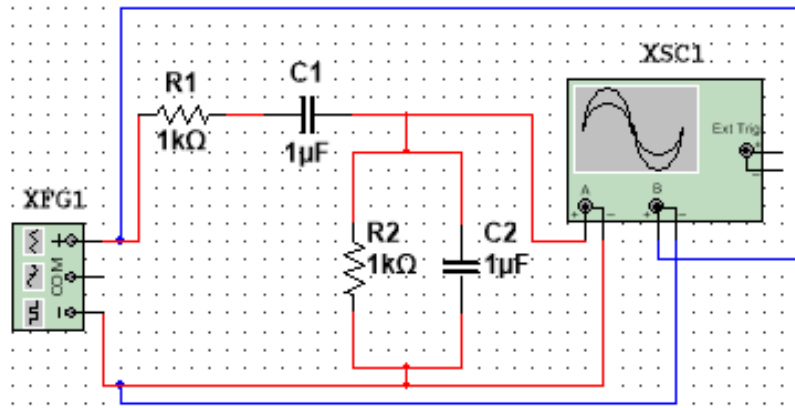 XSC1
C1
R1
Ext Trig
+
-
1kΩ
1µF
A
B
+ - + -
XFG1
+
COM
-
R2
1kΩ
C2
1µF